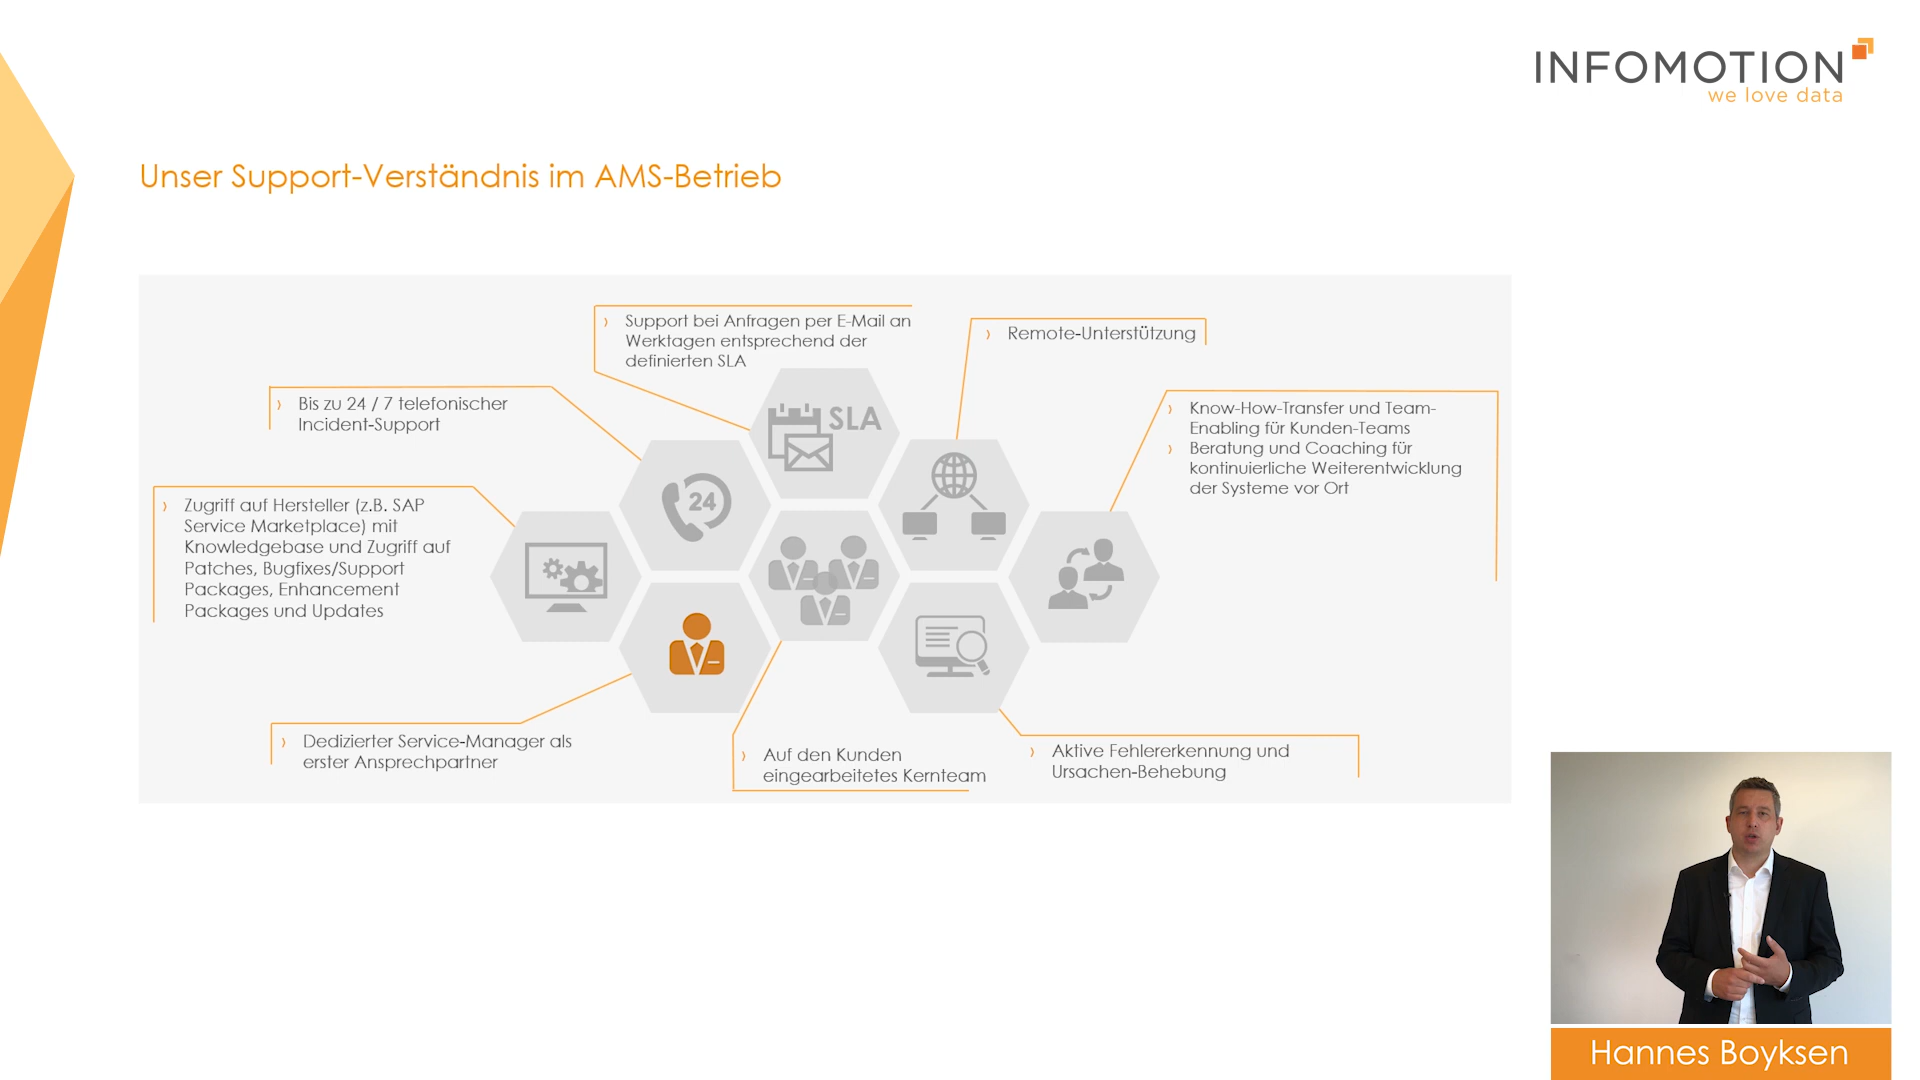 INFOMOTION
we love data
Unser Support-Verständnis im AMS-Betrieb
Support bei Anfragen per E-Mail an
Werktagen entsprechend der
definierten SLA
Remote-Unterstützung
Bis zu 24 / 7 telefonischer
Incident-Support
Know-How-Transfer und Team-
Enabling für Kunden-Teams
Beratung und Coaching für
kontinuierliche Weiterentwicklung
der Systeme vor Ort
SLA
24
Zugriff auf Hersteller (z.B. SAP
Service Marketplace) mit
Knowledgebase und Zugriff auf
Patches, Bugfixes/Support
Packages, Enhancement
Packages und Updates
Dedizierter Service-Manager als
erster Ansprechpartner
Auf den Kunden
eingearbeitetes Kernteam
Aktive Fehlererkennung und
Ursachen-Behebung
Hannes Boyksen